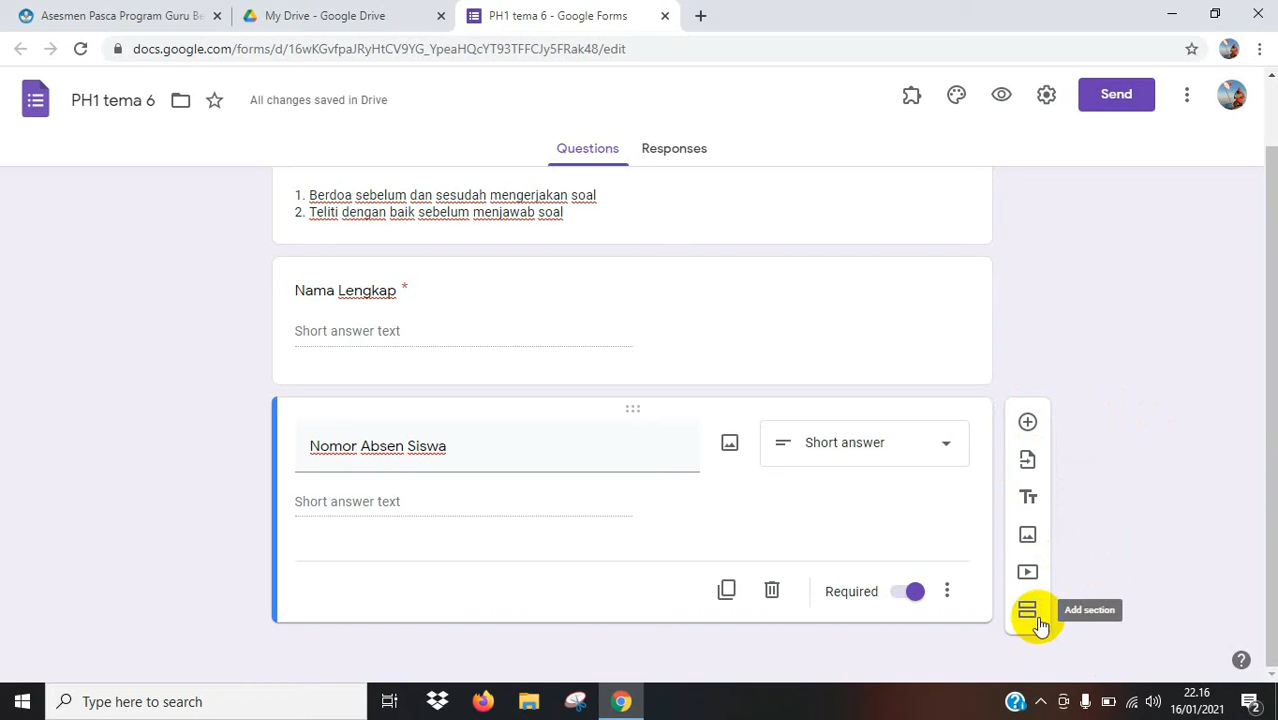 Asesmen Pasca Program Guru Be
My Drive - Google Drive
PH1 tema 6 - Google Forms
docs.google.com/forms/d/16wKGvfpaJRyHtCV9YG_YpeaHQcYT93TFFCJy5FRak48/edit
PH1 tema 6
All changes saved in Drive
Send
Questions
Responses
1. Berdoa sebelum dan sesudah mengerjakan soal
2. Teliti dengan baik sebelum menjawab soal
Nama Lengkap *
Short answer text
Nomor Absen Siswa
Short answer
Short answer text
Required
Add section
Type here to search
22.16
16/01/2021
2